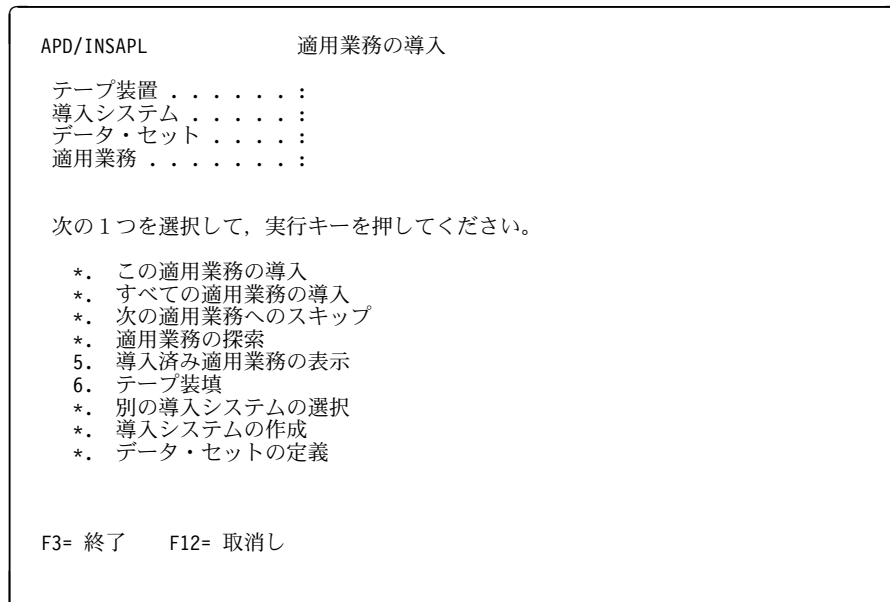 APD/INSAPL 適用業務の導入
テープ装置 . . . . . . :
導入システム . . . . . :
データ・セット . . . . :
適用業務 . . . . . . . :
次の１つを選択して，実行キーを押してください。
*. この適用業務の導入
*. すべての適用業務の導入
*. 次の適用業務へのスキップ
*. 適用業務の探索
5. 導入済み適用業務の表示
6. テープ装填
*. 別の導入システムの選択
*. 導入システムの作成
*. データ・セットの定義
F3= 終了 F12= 取消し